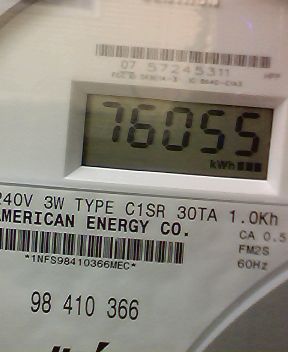 07 57245311
76055
kWh
240V 3W TYPE C1SR 30TA 1.0Kh
AMERICAN ENERGY CO.
CA 0.5
FM2S
*1NFS98410366MEC*
60Hz
98 410 366